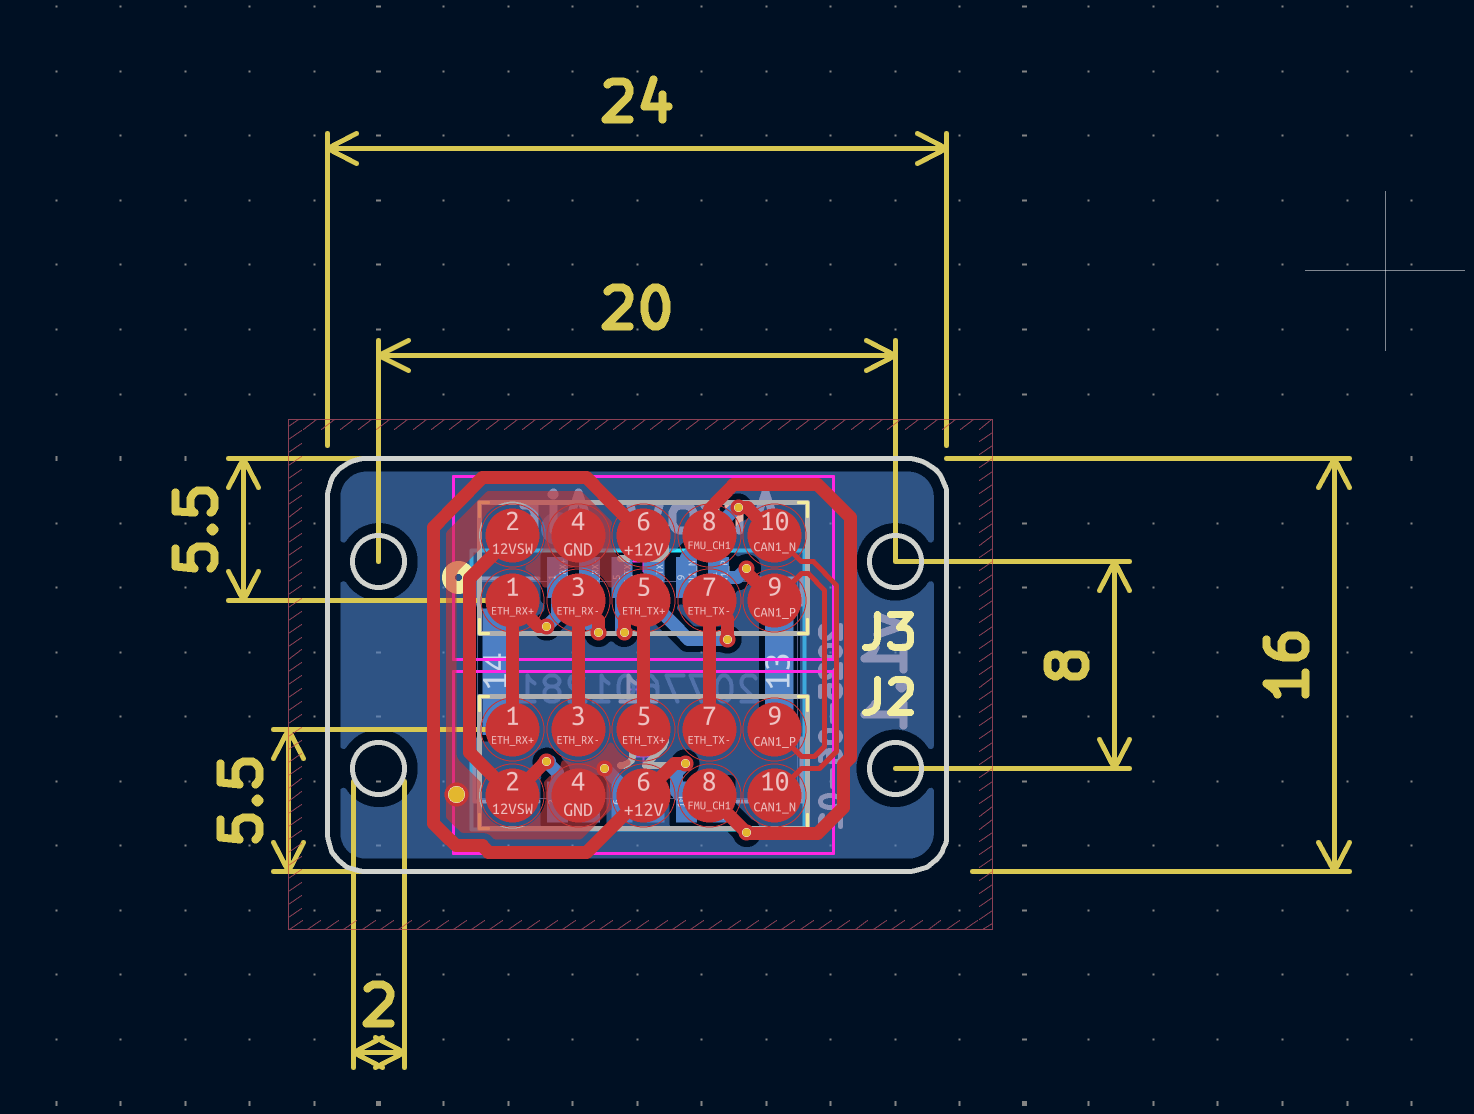 24
20
5.5
2 4 6 8 10
12VSW GND +12V FMU_CH1 CAN1_N
1 3 5 7 9
ETH_RX+ ETH_RX- ETH_TX+ ETH_TX- CAN1_P
J3
14 13
8
16
J2
1 3 5 7 9
ETH_RX+ ETH_RX- ETH_TX+ ETH_TX- CAN1_P
2 4 6 8 10
12VSW GND +12V FMU_CH1 CAN1_N
5.5
2